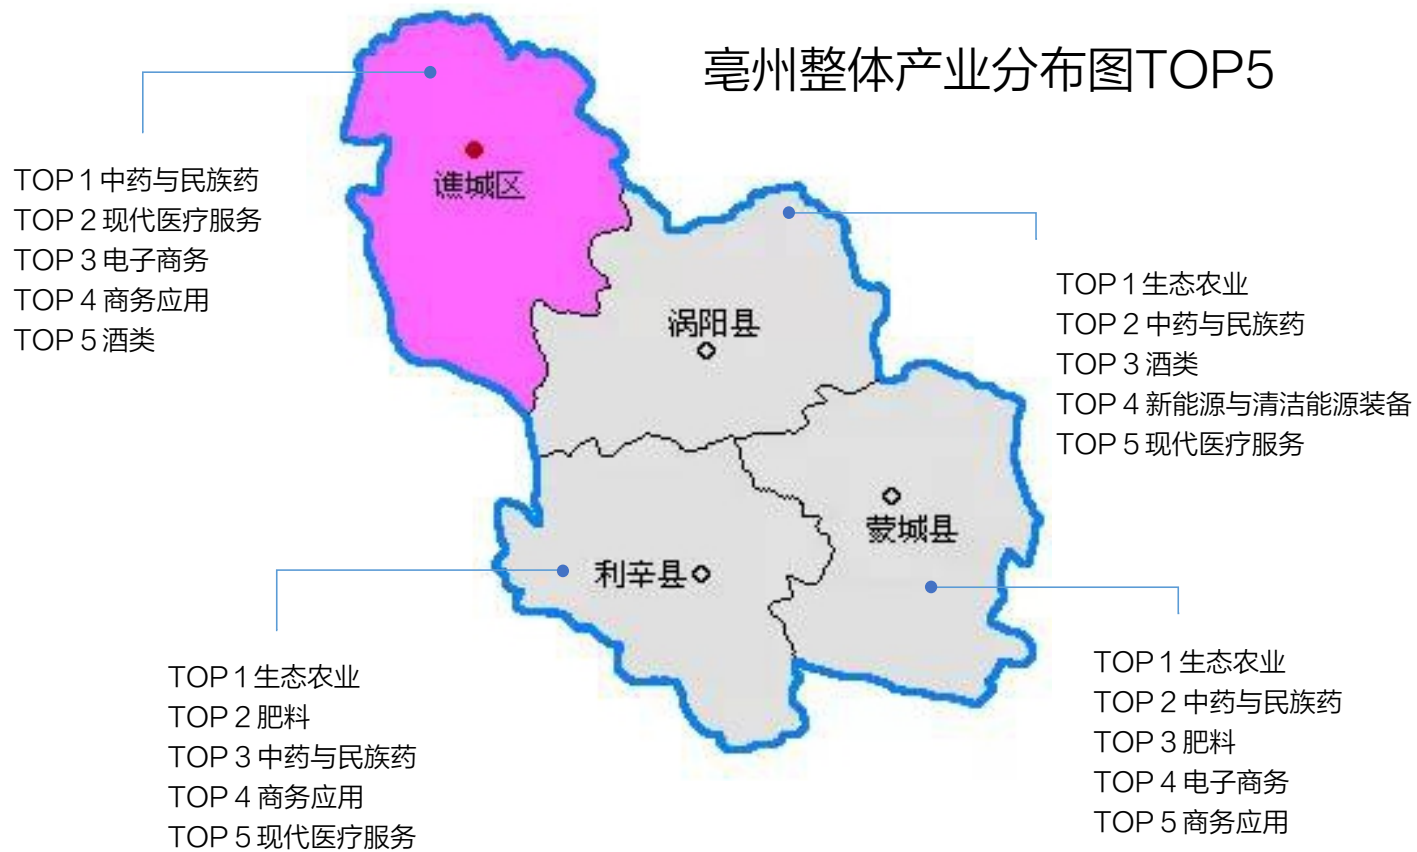 亳州整体产业分布图TOP5
TOP 1 中药与民族药
TOP 2 现代医疗服务
TOP 3 电子商务
TOP 4 商务应用
TOP 5 酒类
谯城区
涡阳县
TOP 1 生态农业
TOP 2 中药与民族药
TOP 3 酒类
TOP 4 新能源与清洁能源装备
TOP 5 现代医疗服务
蒙城县
利辛县
TOP 1 生态农业
TOP 2 肥料
TOP 3 中药与民族药
TOP 4 商务应用
TOP 5 现代医疗服务
TOP 1 生态农业
TOP 2 中药与民族药
TOP 3 肥料
TOP 4 电子商务
TOP 5 商务应用